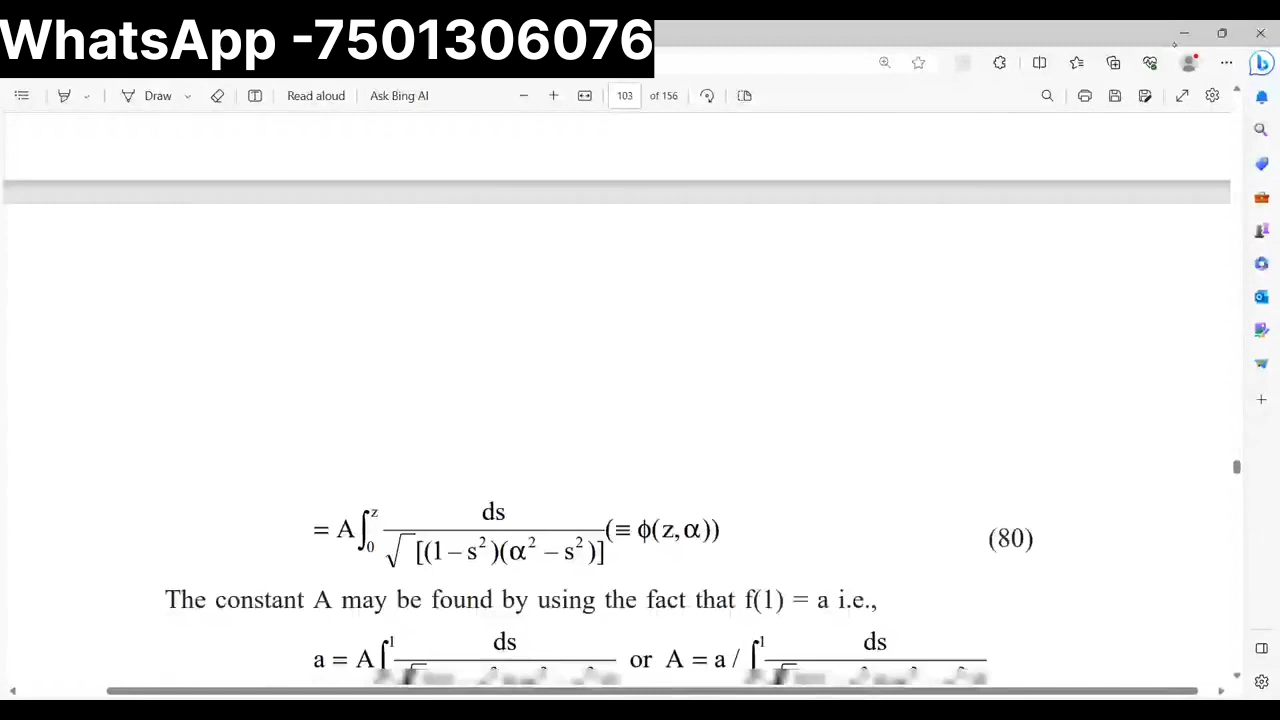 WhatsApp -7501306076
Draw
Read aloud
Ask Bing AI
103 of 156
= A∫₀ᶻ ds / √[(1 – s²)(α² – s²)] (≡ ϕ(z, α)) (80)
The constant A may be found by using the fact that f(1) = a i.e.,
a = A∫¹ ds or A = a / ∫¹ ds